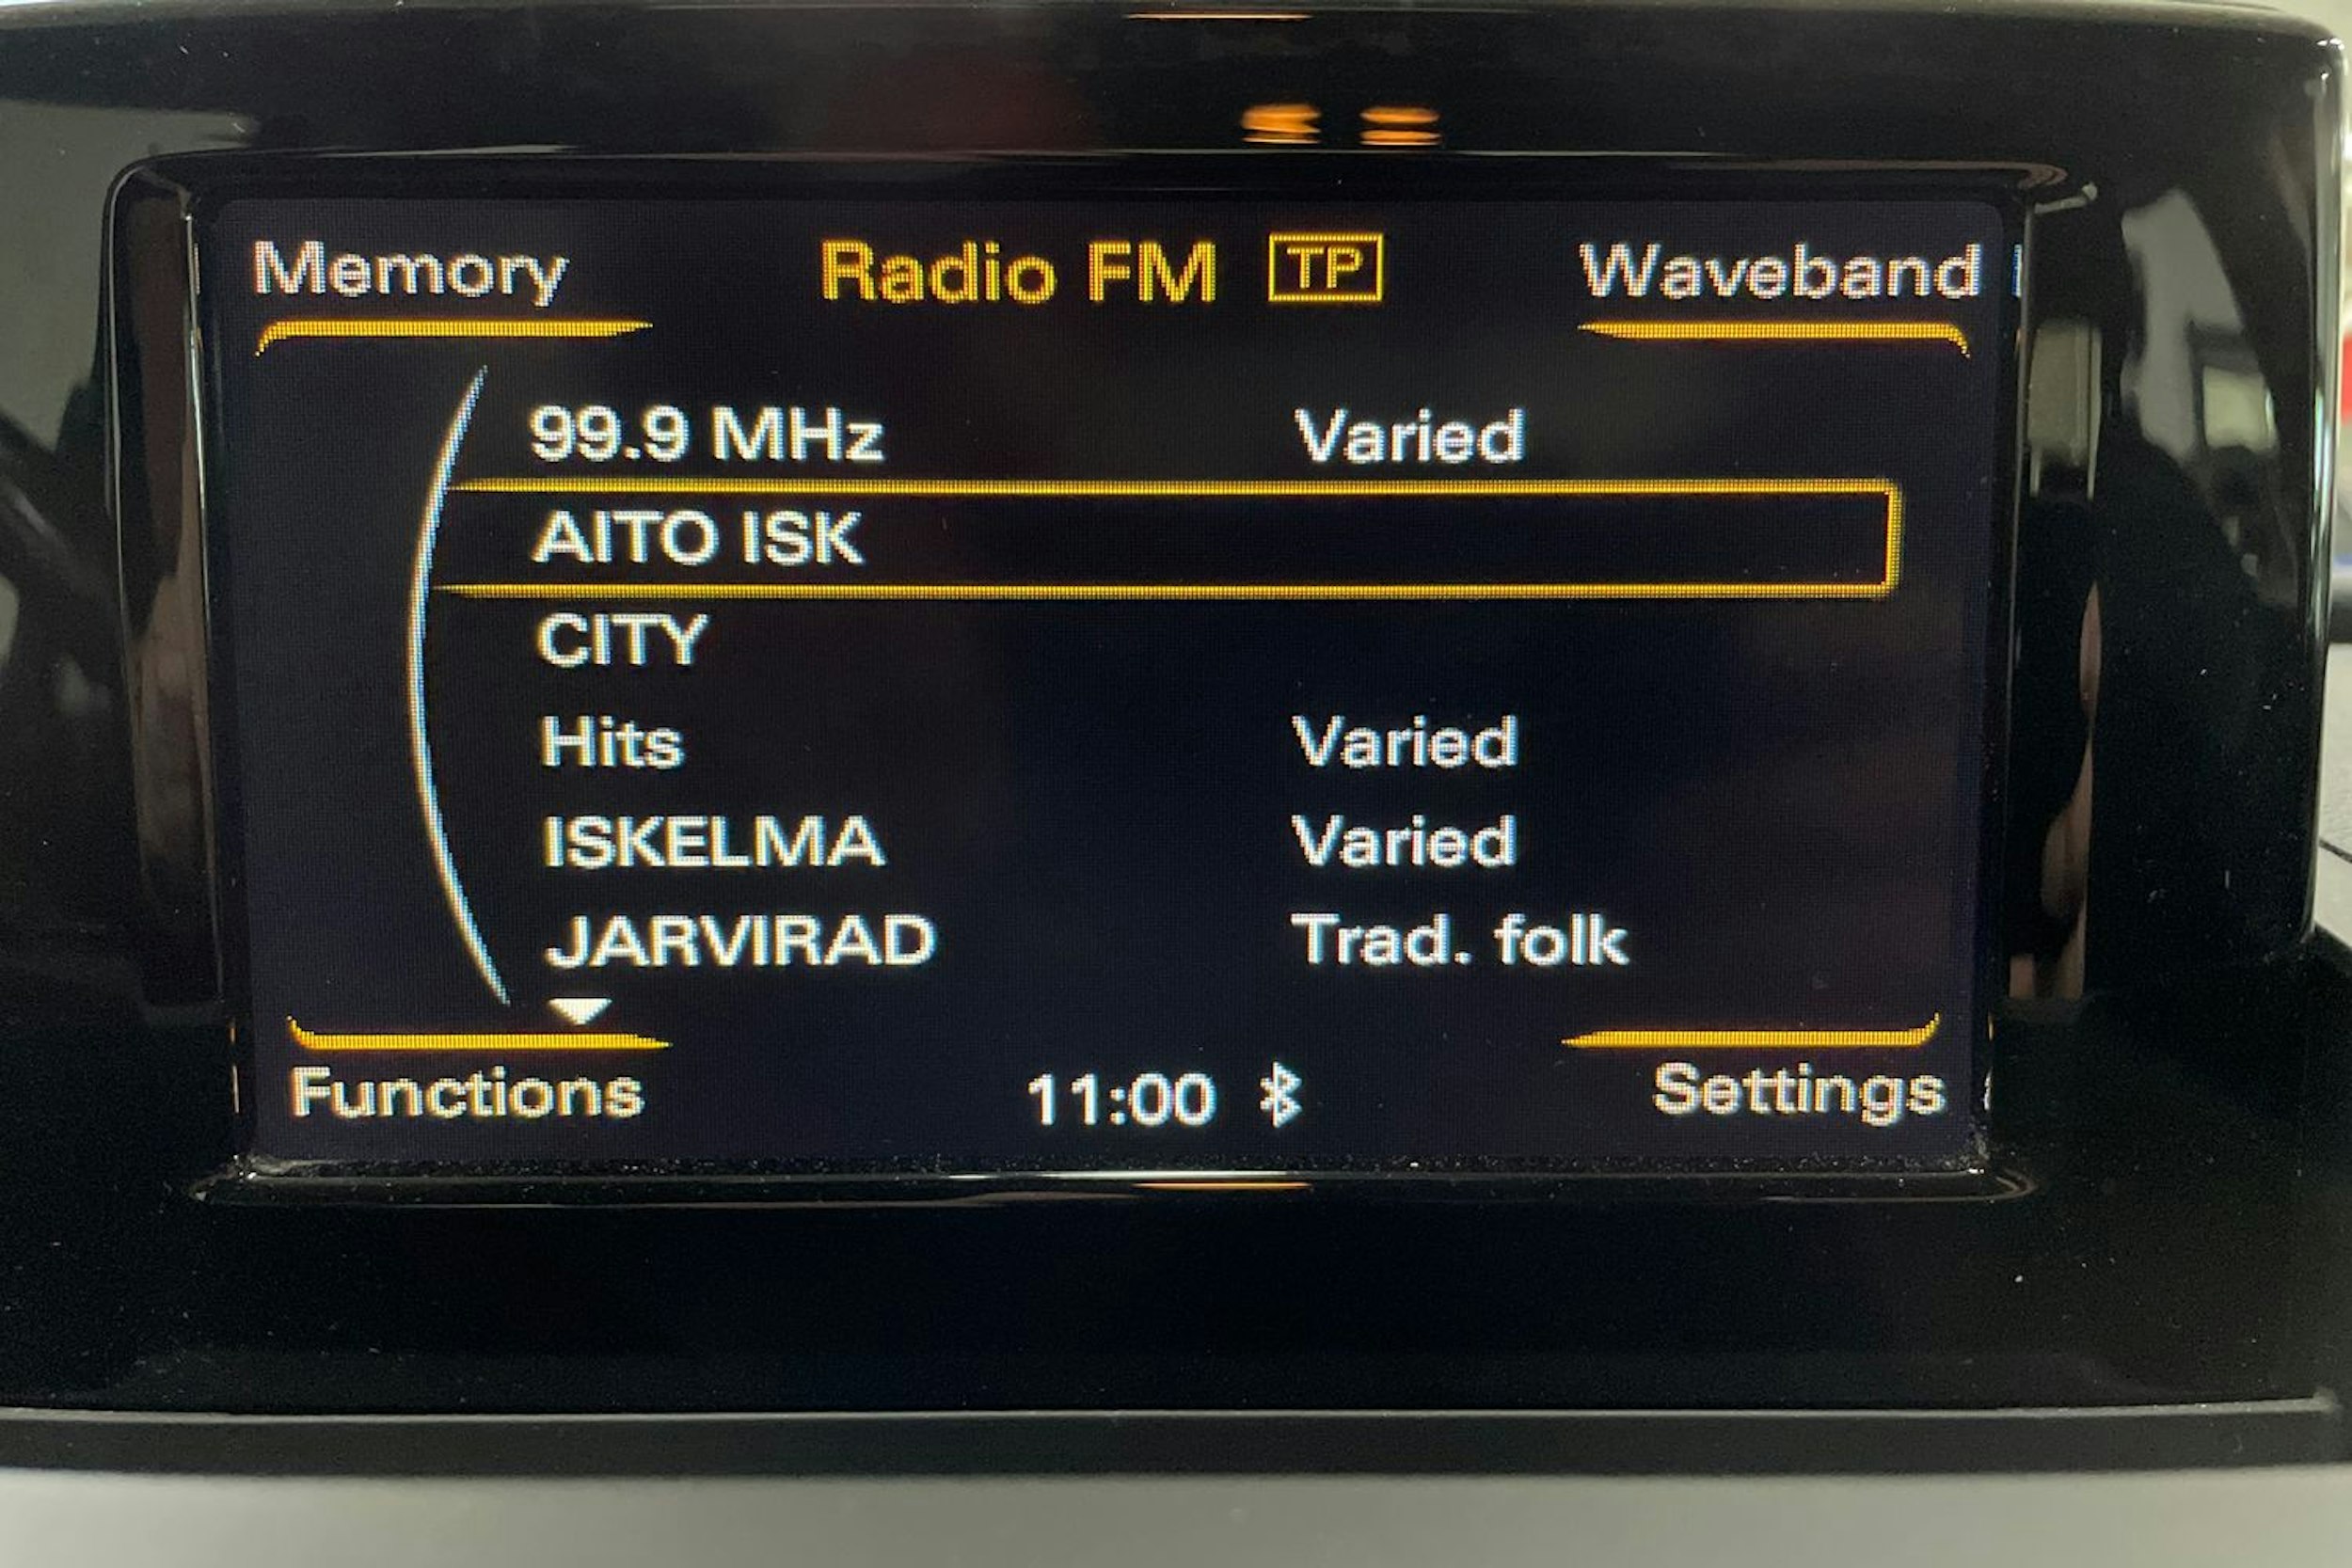 Memory Radio FM TP Waveband
99.9 MHz Varied
AITO ISK
CITY
Hits Varied
ISKELMA Varied
JARVIRAD Trad. folk
Functions 11:00 Settings